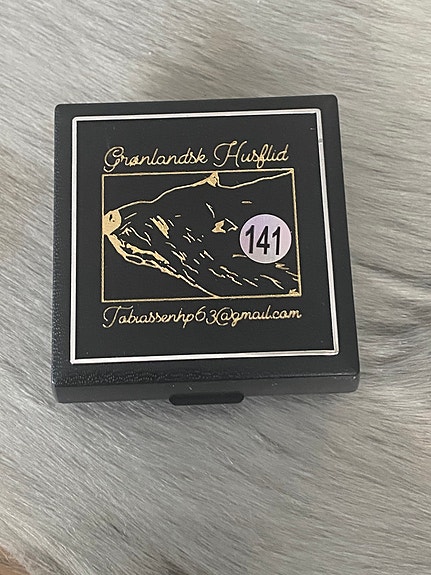 Grønlandsk Husflid
141
Tobiassenhp63@gmail.com